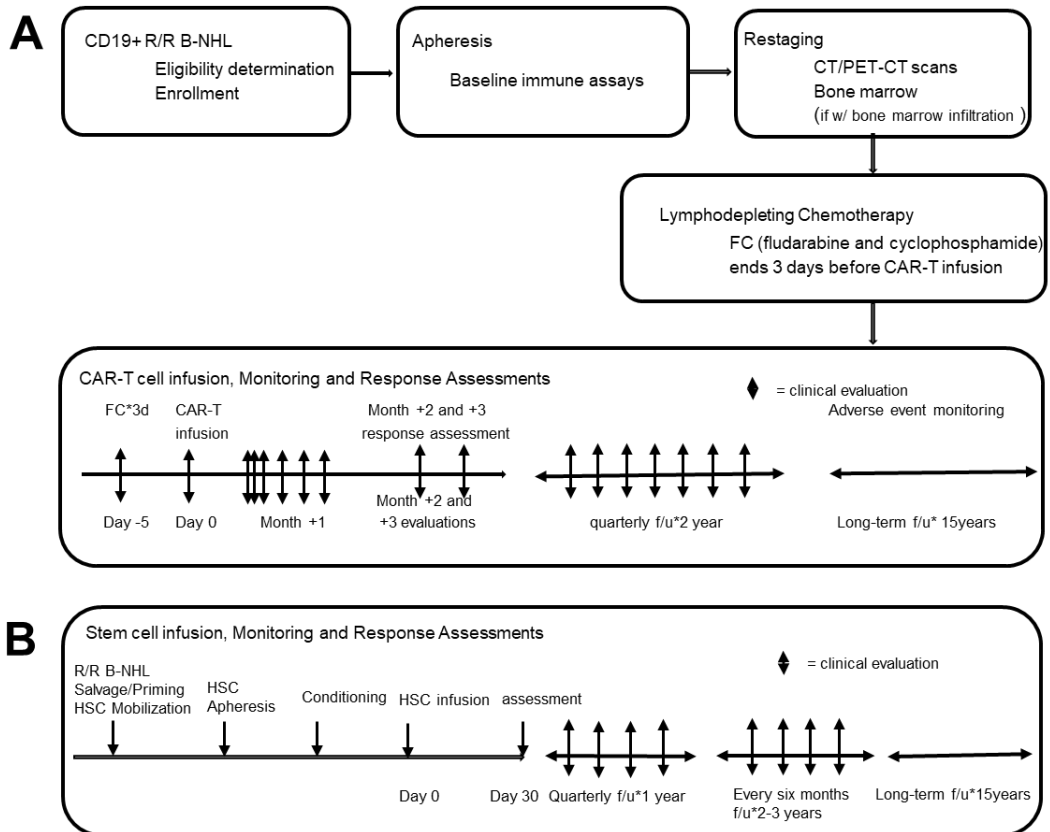 A
CD19+ R/R B-NHL
Eligibility determination
Enrollment
Apheresis
Baseline immune assays
Restaging
CT/PET-CT scans
Bone marrow
(if w/ bone marrow infiltration )
Lymphodepleting Chemotherapy
FC (fludarabine and cyclophosphamide)
ends 3 days before CAR-T infusion
CAR-T cell infusion, Monitoring and Response Assessments
= clinical evaluation
Adverse event monitoring
FC*3d
CAR-T
infusion
Month +2 and +3
response assessment
Day -5
Day 0
Month +1
Month +2 and
+3 evaluations
quarterly f/u*2 year
Long-term f/u* 15years
B
Stem cell infusion, Monitoring and Response Assessments
= clinical evaluation
R/R B-NHL
Salvage/Priming
HSC Mobilization
HSC
Apheresis
Conditioning
HSC infusion
assessment
Day 0
Day 30
Quarterly f/u*1 year
Every six months
f/u*2-3 years
Long-term f/u*15years